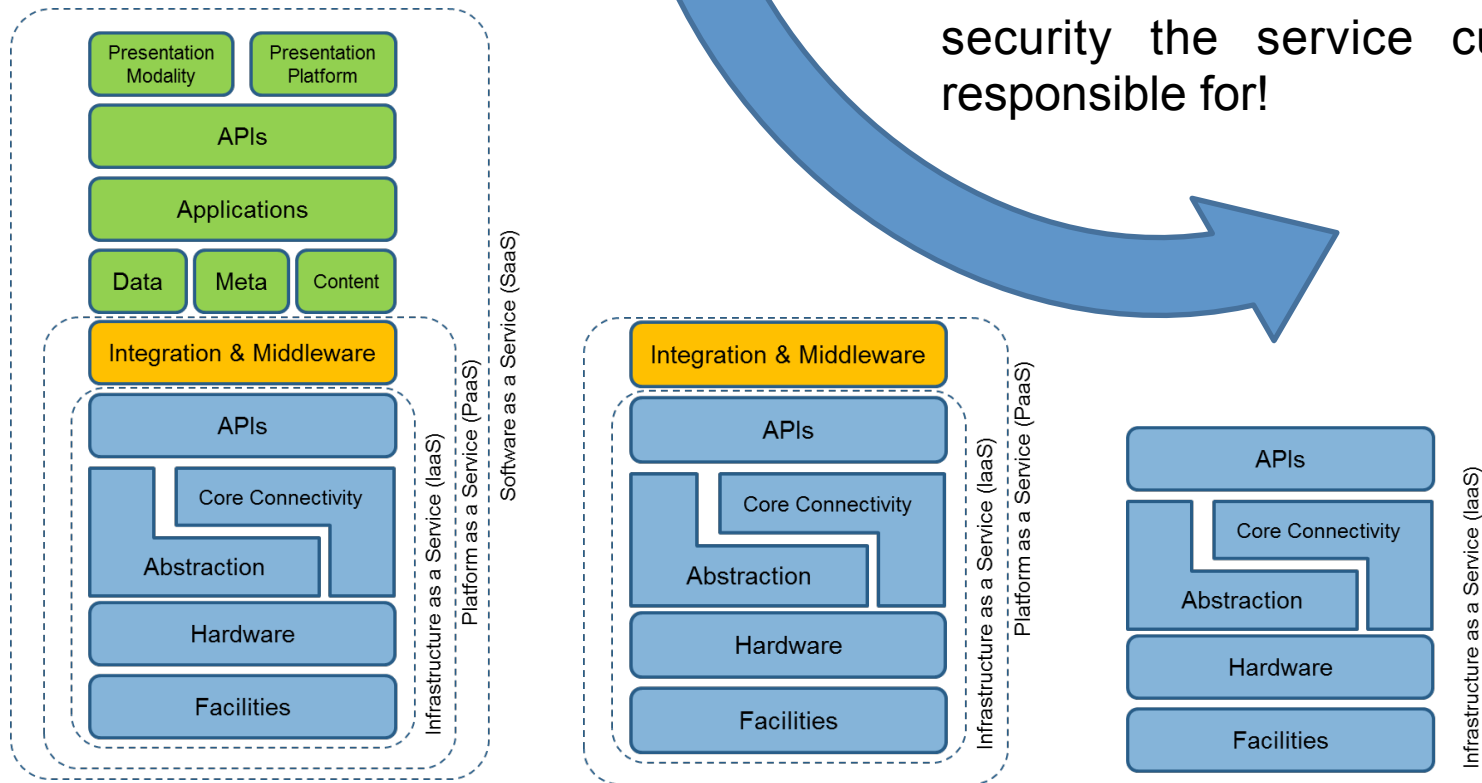 security the service
responsible for!
Presentation
Modality
Presentation
Platform
APIs
Applications
Data
Meta
Content
Integration & Middleware
APIs
Core Connectivity
Abstraction
Hardware
Facilities
Infrastructure as a Service (IaaS)
Platform as a Service (PaaS)
Software as a Service (SaaS)
Integration & Middleware
APIs
Core Connectivity
Abstraction
Hardware
Facilities
Infrastructure as a Service (IaaS)
Platform as a Service (PaaS)
APIs
Core Connectivity
Abstraction
Hardware
Facilities
Infrastructure as a Service (IaaS)